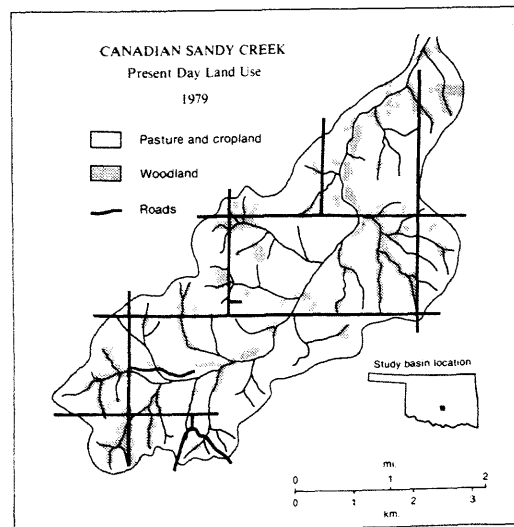 CANADIAN SANDY CREEK
Present Day Land Use
1979
Pasture and cropland
Woodland
Roads
Study basin location
mi.
0 1 2
0 1 2 3
km.